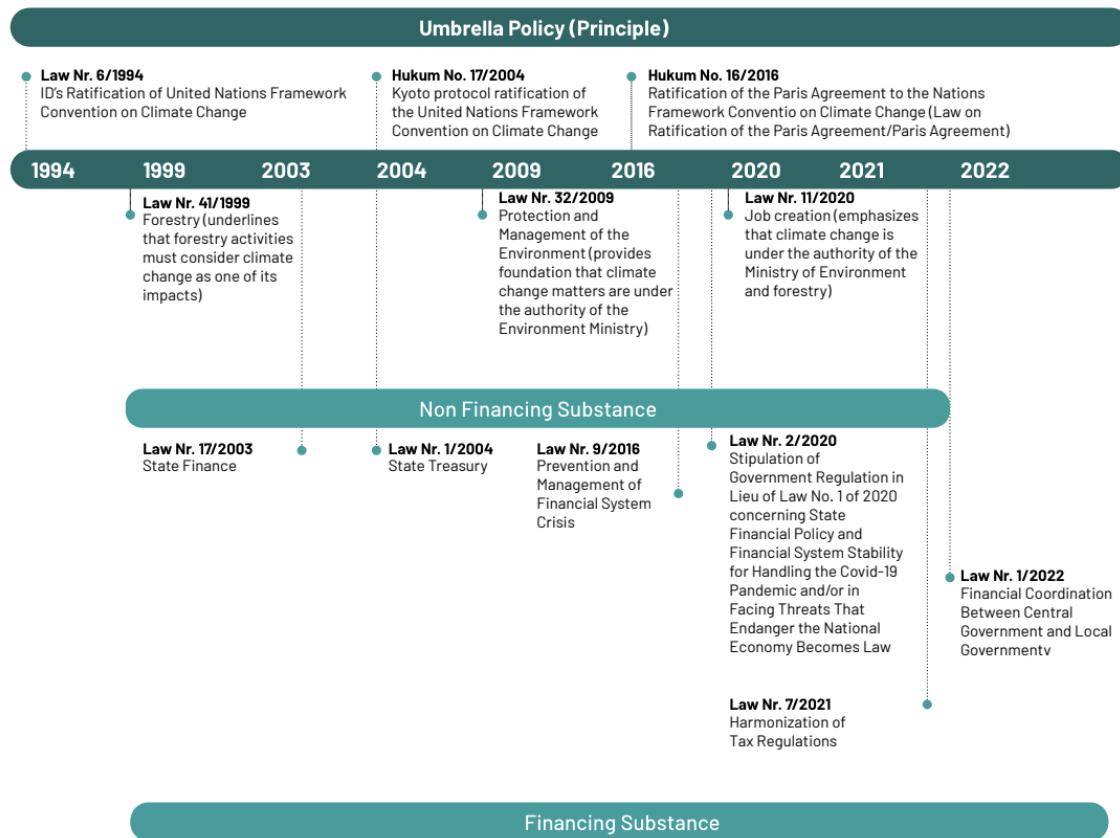 Umbrella Policy (Principle)
Law Nr. 6/1994
ID's Ratification of United Nations Framework
Convention on Climate Change
Hukum No. 17/2004
Kyoto protocol ratification of
the United Nations Framework
Convention on Climate Change
Hukum No. 16/2016
Ratification of the Paris Agreement to the Nations
Framework Conventio on Climate Change (Law on
Ratification of the Paris Agreement/Paris Agreement)
1994 1999 2003 2004 2009 2016 2020 2021 2022
Law Nr. 41/1999
Forestry (underlines
that forestry activities
must consider climate
change as one of its
impacts)
Law Nr. 32/2009
Protection and
Management of the
Environment (provides
foundation that climate
change matters are under
the authority of the
Environment Ministry)
Law Nr. 11/2020
Job creation (emphasizes
that climate change is
under the authority of the
Ministry of Environment
and forestry)
Non Financing Substance
Law Nr. 17/2003
State Finance
Law Nr. 1/2004
State Treasury
Law Nr. 9/2016
Prevention and
Management of
Financial System
Crisis
Law Nr. 2/2020
Stipulation of
Government Regulation in
Lieu of Law No. 1 of 2020
concerning State
Financial Policy and
Financial System Stability
for Handling the Covid-19
Pandemic and/or in
Facing Threats That
Endanger the National
Economy Becomes Law
Law Nr. 1/2022
Financial Coordination
Between Central
Government and Local
Governmentv
Law Nr. 7/2021
Harmonization of
Tax Regulations
Financing Substance